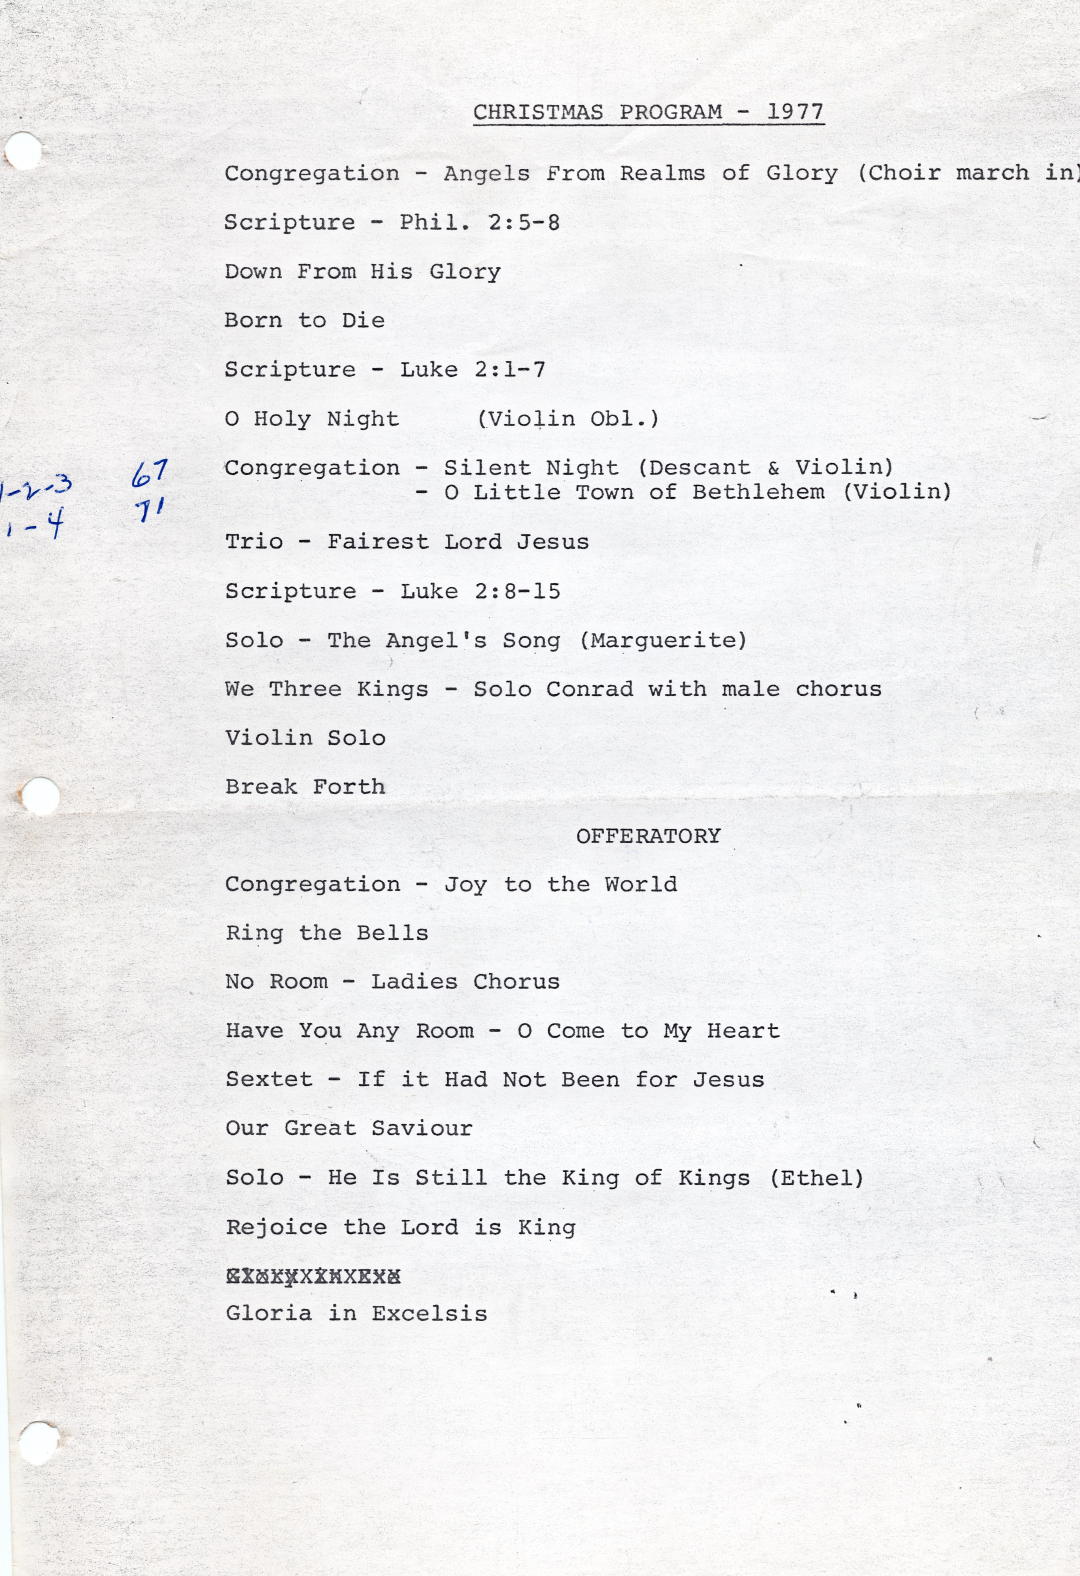 CHRISTMAS PROGRAM - 1977
Congregation - Angels From Realms of Glory (Choir march in)
Scripture - Phil. 2:5-8
Down From His Glory
Born to Die
Scripture - Luke 2:1-7
O Holy Night (Violin Obl.)
1-2-3 67 Congregation - Silent Night (Descant & Violin)
1-4 71 - O Little Town of Bethlehem (Violin)
Trio - Fairest Lord Jesus
Scripture - Luke 2:8-15
Solo - The Angel's Song (Marguerite)
We Three Kings - Solo Conrad with male chorus
Violin Solo
Break Forth
OFFERATORY
Congregation - Joy to the World
Ring the Bells
No Room - Ladies Chorus
Have You Any Room - O Come to My Heart
Sextet - If it Had Not Been for Jesus
Our Great Saviour
Solo - He Is Still the King of Kings (Ethel)
Rejoice the Lord is King
Gloria in Excelsis